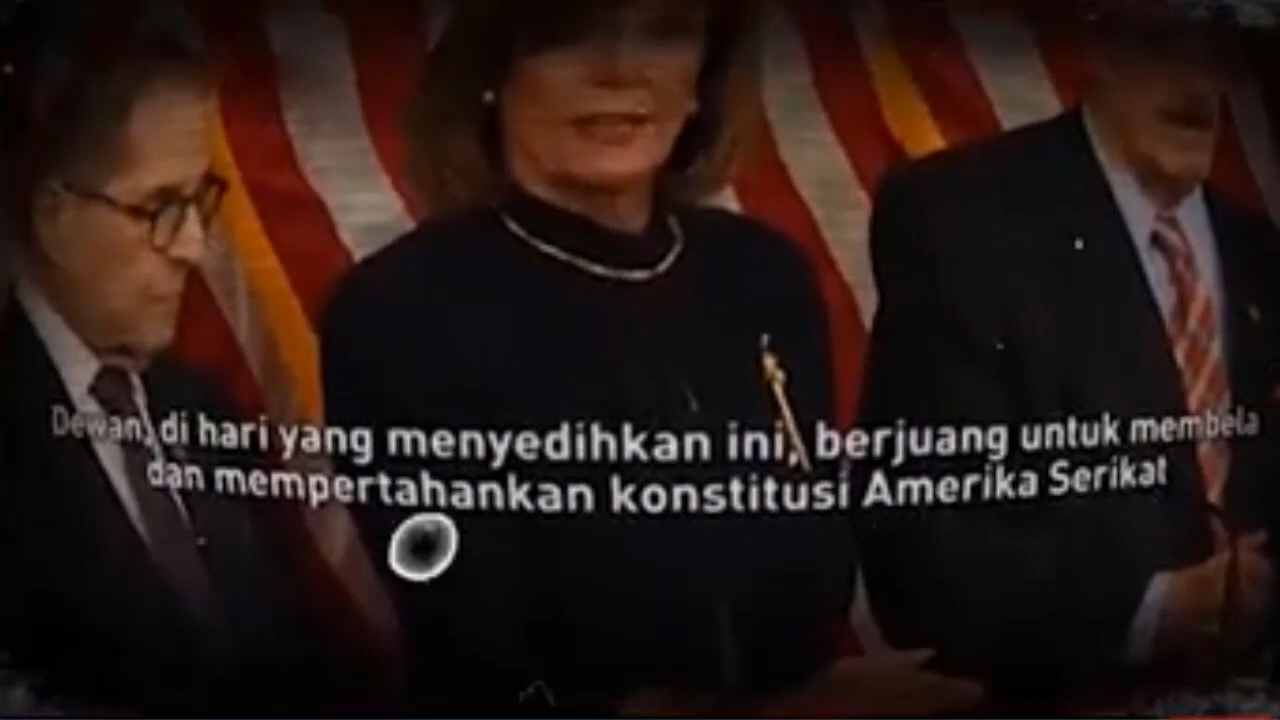 Dewan, di hari yang menyedihkan ini, berjuang untuk membela
dan mempertahankan konstitusi Amerika Serikat